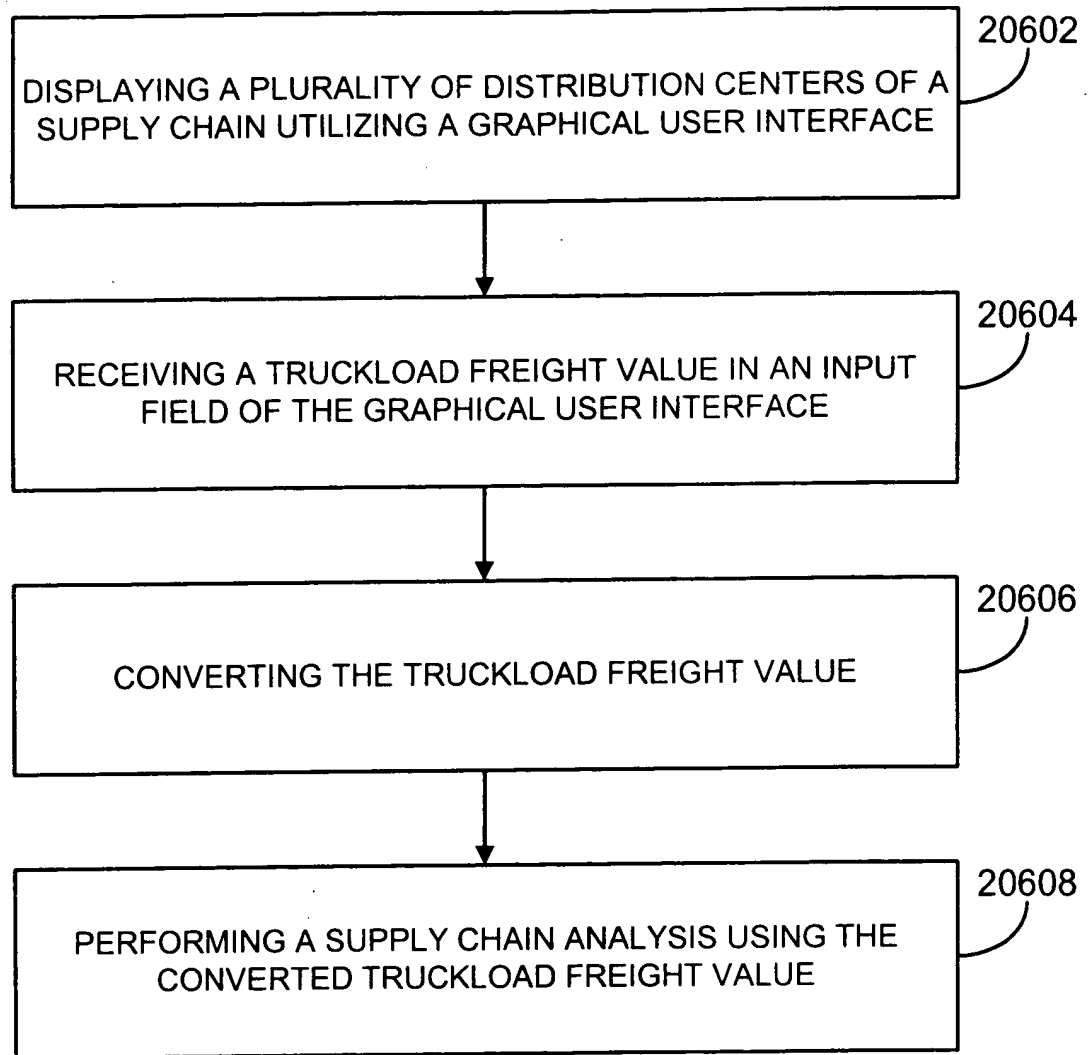 20602
DISPLAYING A PLURALITY OF DISTRIBUTION CENTERS OF A
SUPPLY CHAIN UTILIZING A GRAPHICAL USER INTERFACE
20604
RECEIVING A TRUCKLOAD FREIGHT VALUE IN AN INPUT
FIELD OF THE GRAPHICAL USER INTERFACE
20606
CONVERTING THE TRUCKLOAD FREIGHT VALUE
20608
PERFORMING A SUPPLY CHAIN ANALYSIS USING THE
CONVERTED TRUCKLOAD FREIGHT VALUE